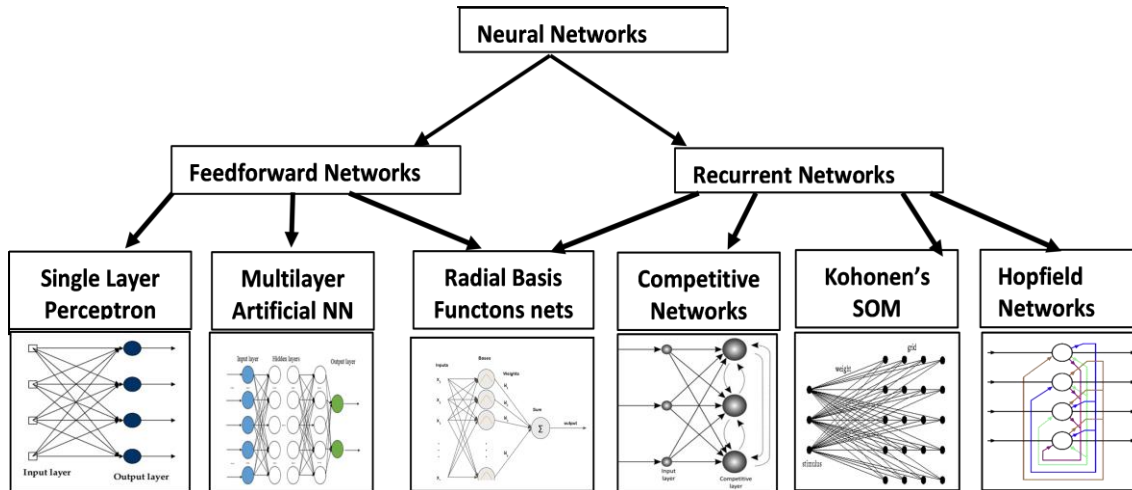 Neural Networks
Feedforward Networks
Recurrent Networks
Single Layer
Perceptron
Multilayer
Artificial NN
Radial Basis
Functons nets
Competitive
Networks
Kohonen's
SOM
Hopfield
Networks
Input layer
Output layer
Input layer
Hidden layers
Output layer
Inputs
Bases
Weights
Sum
Σ
output
Input
layer
Competitive
layer
grid
weight
stimulus